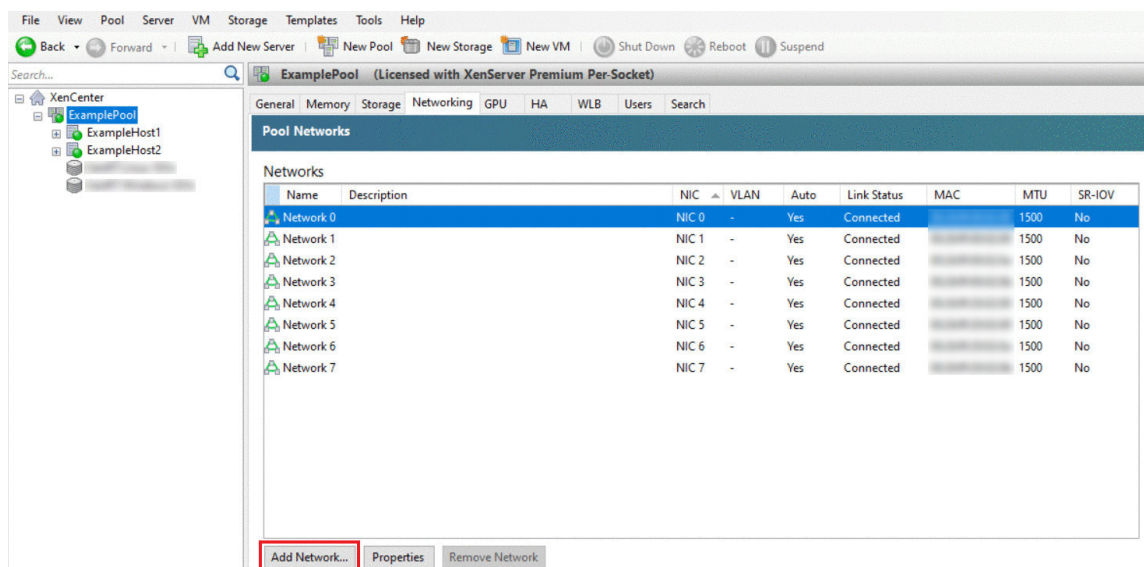 File View Pool Server VM Storage Templates Tools Help
Back Forward Add New Server New Pool New Storage New VM Shut Down Reboot Suspend
Search... ExamplePool (Licensed with XenServer Premium Per-Socket)
XenCenter
ExamplePool
ExampleHost1
ExampleHost2
General Memory Storage Networking GPU HA WLB Users Search
Pool Networks
Networks
Name Description NIC VLAN Auto Link Status MAC MTU SR-IOV
Network 0 NIC 0 - Yes Connected 1500 No
Network 1 NIC 1 - Yes Connected 1500 No
Network 2 NIC 2 - Yes Connected 1500 No
Network 3 NIC 3 - Yes Connected 1500 No
Network 4 NIC 4 - Yes Connected 1500 No
Network 5 NIC 5 - Yes Connected 1500 No
Network 6 NIC 6 - Yes Connected 1500 No
Network 7 NIC 7 - Yes Connected 1500 No
Add Network... Properties Remove Network